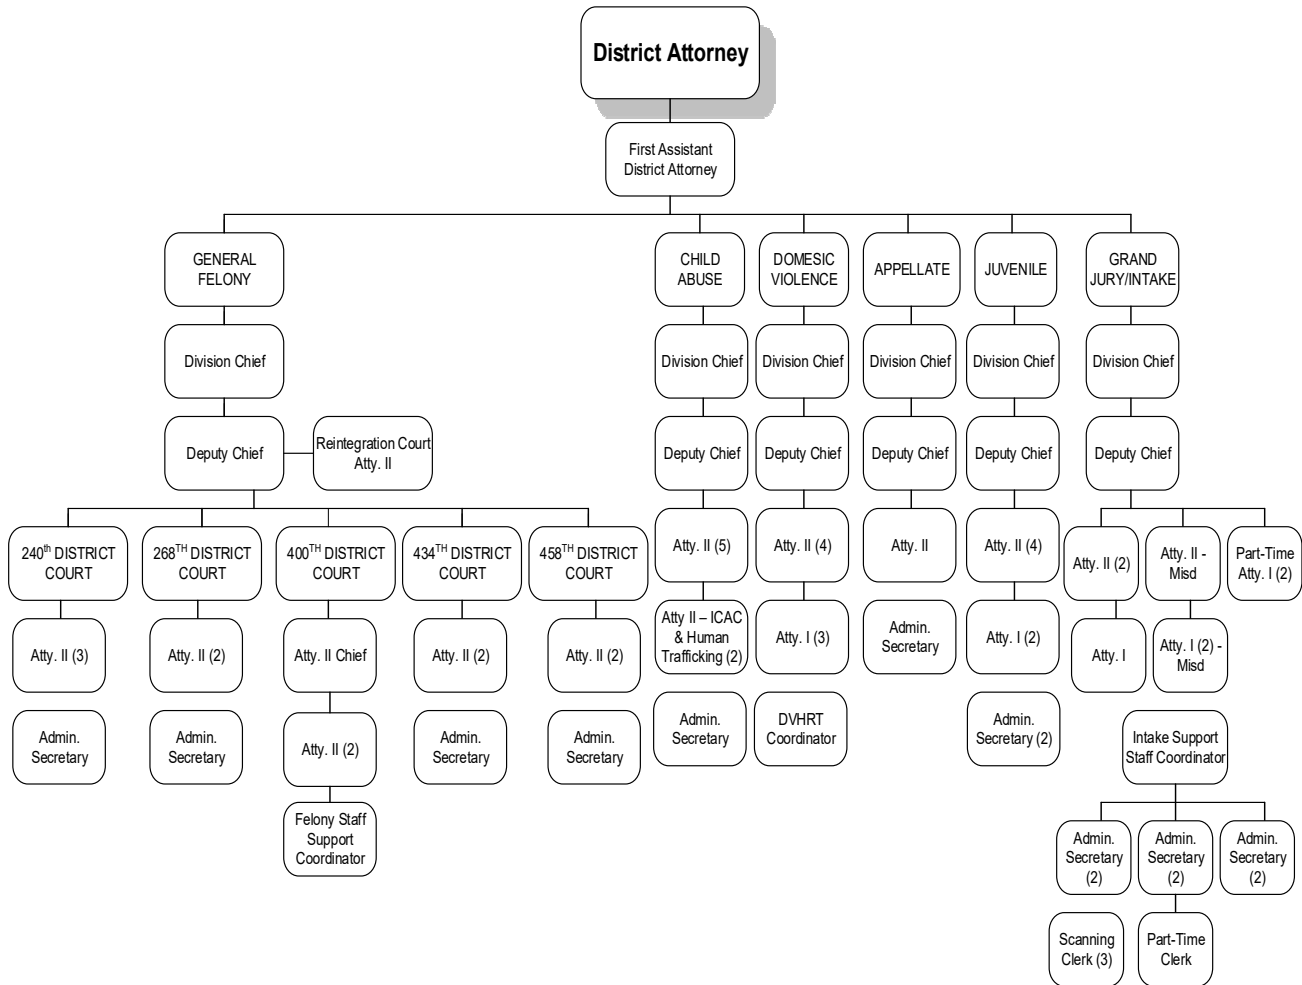 District Attorney
First Assistant
District Attorney
GENERAL
FELONY
CHILD
ABUSE
DOMESIC
VIOLENCE
APPELLATE
JUVENILE
GRAND
JURY/INTAKE
Division Chief
Division Chief
Division Chief
Division Chief
Division Chief
Division Chief
Deputy Chief
Reintegration Court
Atty. II
Deputy Chief
Deputy Chief
Deputy Chief
Deputy Chief
Deputy Chief
240th DISTRICT
COURT
268TH DISTRICT
COURT
400TH DISTRICT
COURT
434TH DISTRICT
COURT
458TH DISTRICT
COURT
Atty. II (5)
Atty. II (4)
Atty. II
Atty. II (4)
Atty. II (2)
Atty. II -
Misd
Part-Time
Atty. I (2)
Atty. II (3)
Atty. II (2)
Atty. II Chief
Atty. II (2)
Atty. II (2)
Atty II – ICAC
& Human
Trafficking (2)
Atty. I (3)
Admin.
Secretary
Atty. I (2)
Atty. I
Atty. I (2) -
Misd
Admin.
Secretary
Admin.
Secretary
Atty. II (2)
Admin.
Secretary
Admin.
Secretary
Admin.
Secretary
DVHRT
Coordinator
Admin.
Secretary (2)
Intake Support
Staff Coordinator
Felony Staff
Support
Coordinator
Admin.
Secretary
(2)
Admin.
Secretary
(2)
Admin.
Secretary
(2)
Scanning
Clerk (3)
Part-Time
Clerk